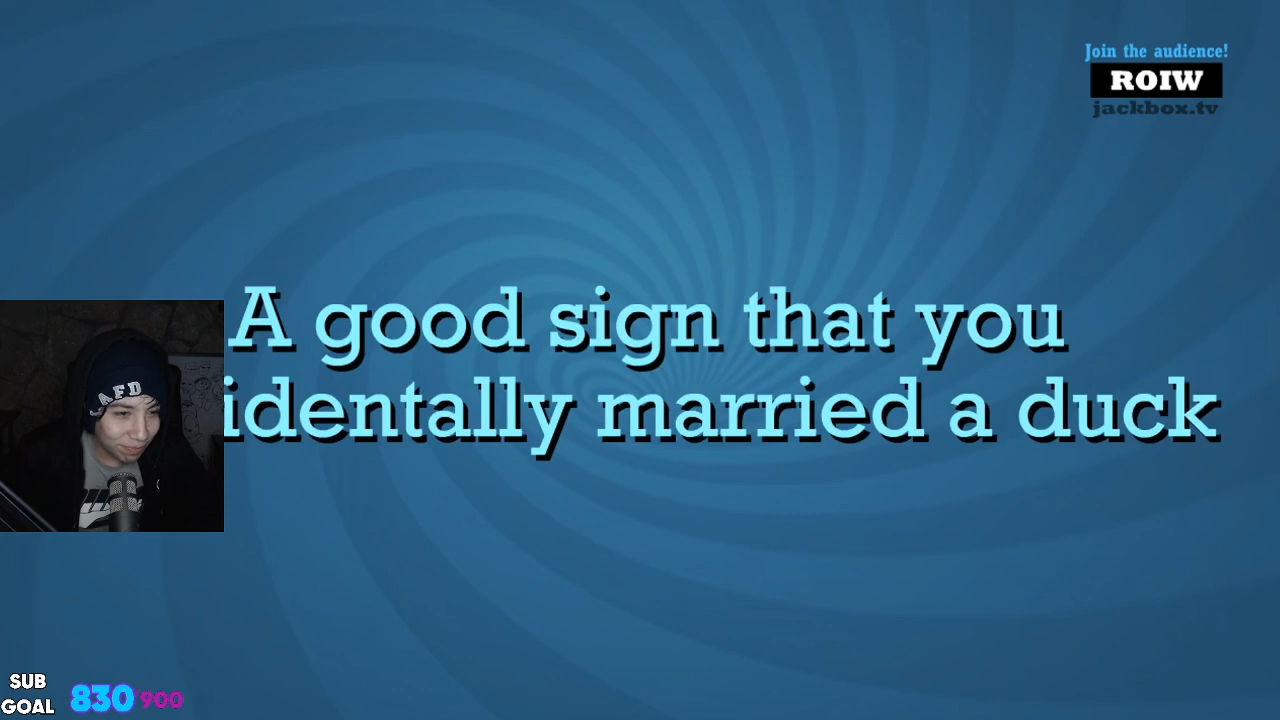 Join the audience!
ROIW
jackbox.tv
A good sign that you
identally married a duck
AFD
SUB
GOAL 830/900